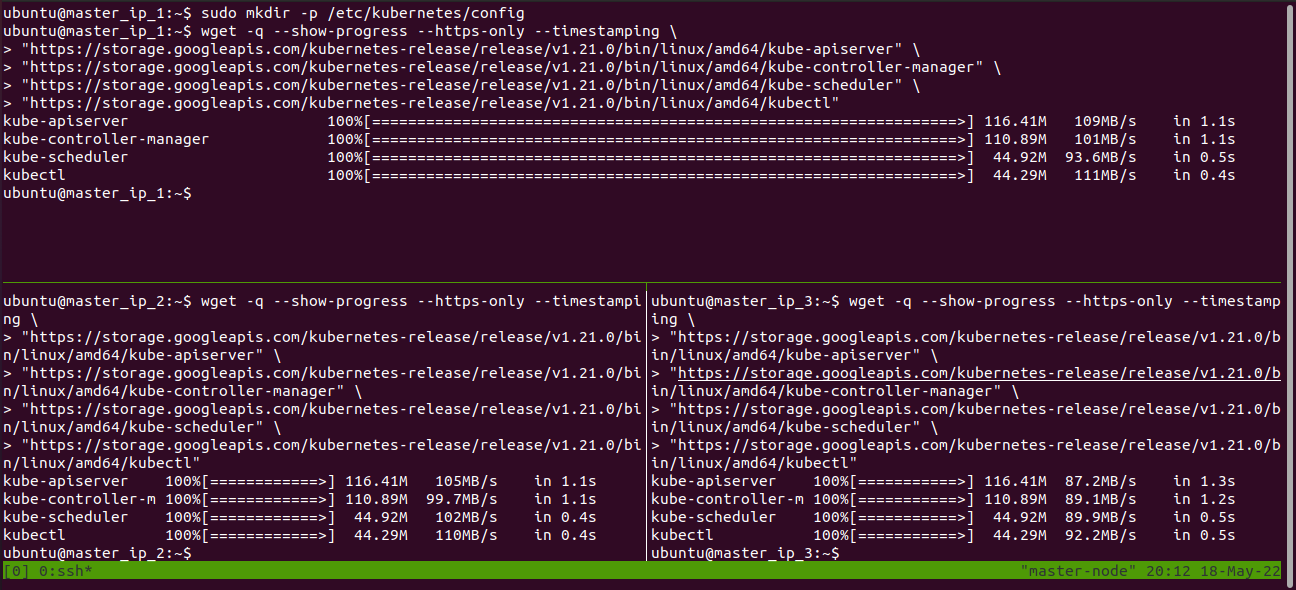 ubuntu@master_ip_1:~$ sudo mkdir -p /etc/kubernetes/config
ubuntu@master_ip_1:~$ wget -q --show-progress --https-only --timestamping \
> "https://storage.googleapis.com/kubernetes-release/release/v1.21.0/bin/linux/amd64/kube-apiserver" \
> "https://storage.googleapis.com/kubernetes-release/release/v1.21.0/bin/linux/amd64/kube-controller-manager" \
> "https://storage.googleapis.com/kubernetes-release/release/v1.21.0/bin/linux/amd64/kube-scheduler" \
> "https://storage.googleapis.com/kubernetes-release/release/v1.21.0/bin/linux/amd64/kubectl"
kube-apiserver                      100%[=================================================================>] 116.41M   109MB/s    in 1.1s
kube-controller-manager             100%[=================================================================>] 110.89M   101MB/s    in 1.1s
kube-scheduler                      100%[=================================================================>]  44.92M  93.6MB/s    in 0.5s
kubectl                             100%[=================================================================>]  44.29M   111MB/s    in 0.4s
ubuntu@master_ip_1:~$
ubuntu@master_ip_2:~$ wget -q --show-progress --https-only --timestampi
ng \
> "https://storage.googleapis.com/kubernetes-release/release/v1.21.0/bi
n/linux/amd64/kube-apiserver" \
> "https://storage.googleapis.com/kubernetes-release/release/v1.21.0/bi
n/linux/amd64/kube-controller-manager" \
> "https://storage.googleapis.com/kubernetes-release/release/v1.21.0/bi
n/linux/amd64/kube-scheduler" \
> "https://storage.googleapis.com/kubernetes-release/release/v1.21.0/bi
n/linux/amd64/kubectl"
kube-apiserver    100%[============>] 116.41M   105MB/s    in 1.1s
kube-controller-m 100%[============>] 110.89M  99.7MB/s    in 1.1s
kube-scheduler    100%[============>]  44.92M   102MB/s    in 0.4s
kubectl           100%[============>]  44.29M   110MB/s    in 0.4s
ubuntu@master_ip_2:~$
ubuntu@master_ip_3:~$ wget -q --show-progress --https-only --timestamp
ing \
> "https://storage.googleapis.com/kubernetes-release/release/v1.21.0/b
in/linux/amd64/kube-apiserver" \
> "https://storage.googleapis.com/kubernetes-release/release/v1.21.0/b
in/linux/amd64/kube-controller-manager" \
> "https://storage.googleapis.com/kubernetes-release/release/v1.21.0/b
in/linux/amd64/kube-scheduler" \
> "https://storage.googleapis.com/kubernetes-release/release/v1.21.0/b
in/linux/amd64/kubectl"
kube-apiserver    100%[===========>] 116.41M  87.2MB/s    in 1.3s
kube-controller-m 100%[===========>] 110.89M  89.1MB/s    in 1.2s
kube-scheduler    100%[===========>]  44.92M  89.9MB/s    in 0.5s
kubectl           100%[===========>]  44.29M  92.2MB/s    in 0.5s
ubuntu@master_ip_3:~$
[0] 0:ssh* "master-node" 20:12 18-May-22